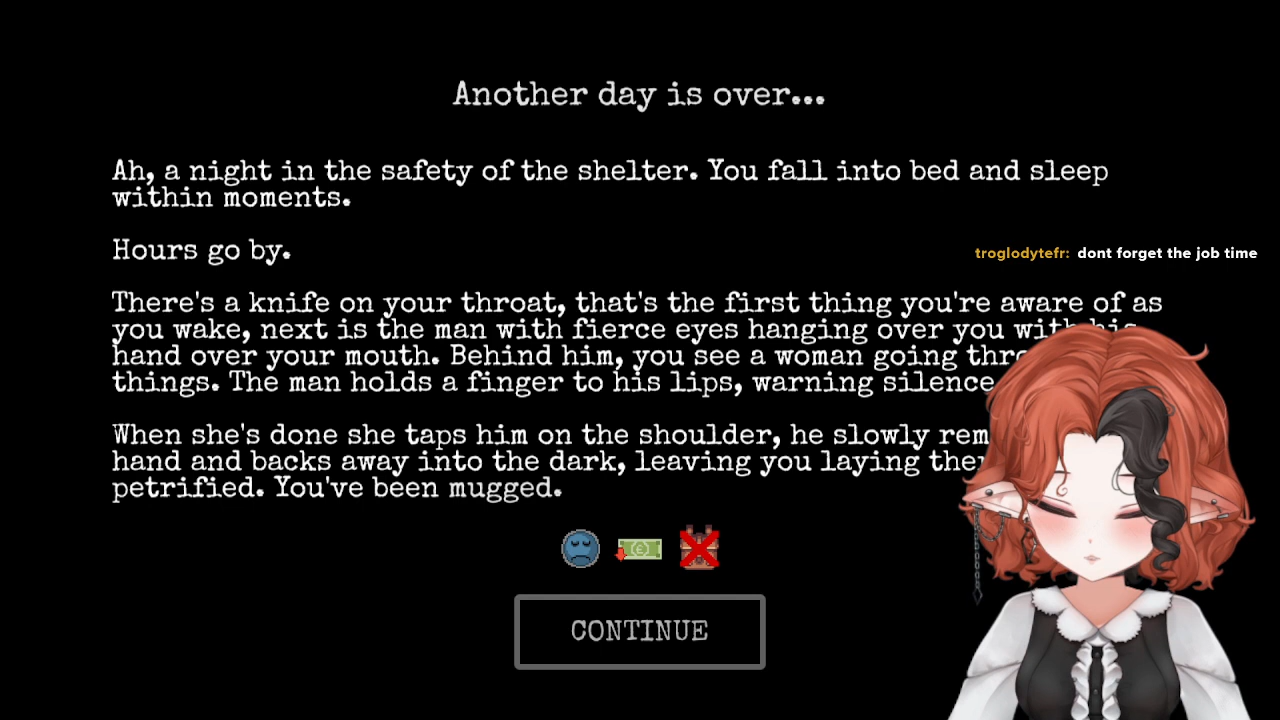 Another day is over...
Ah, a night in the safety of the shelter. You fall into bed and sleep
within moments.
Hours go by.
troglodytefr: dont forget the job time
There's a knife on your throat, that's the first thing you're aware of as
you wake, next is the man with fierce eyes hanging over you with his
hand over your mouth. Behind him, you see a woman going
things. The man holds a finger to his lips, warning silence
When she's done she taps him on the shoulder, he slowly
hand and backs away into the dark, leaving you laying
petrified. You've been mugged.
CONTINUE